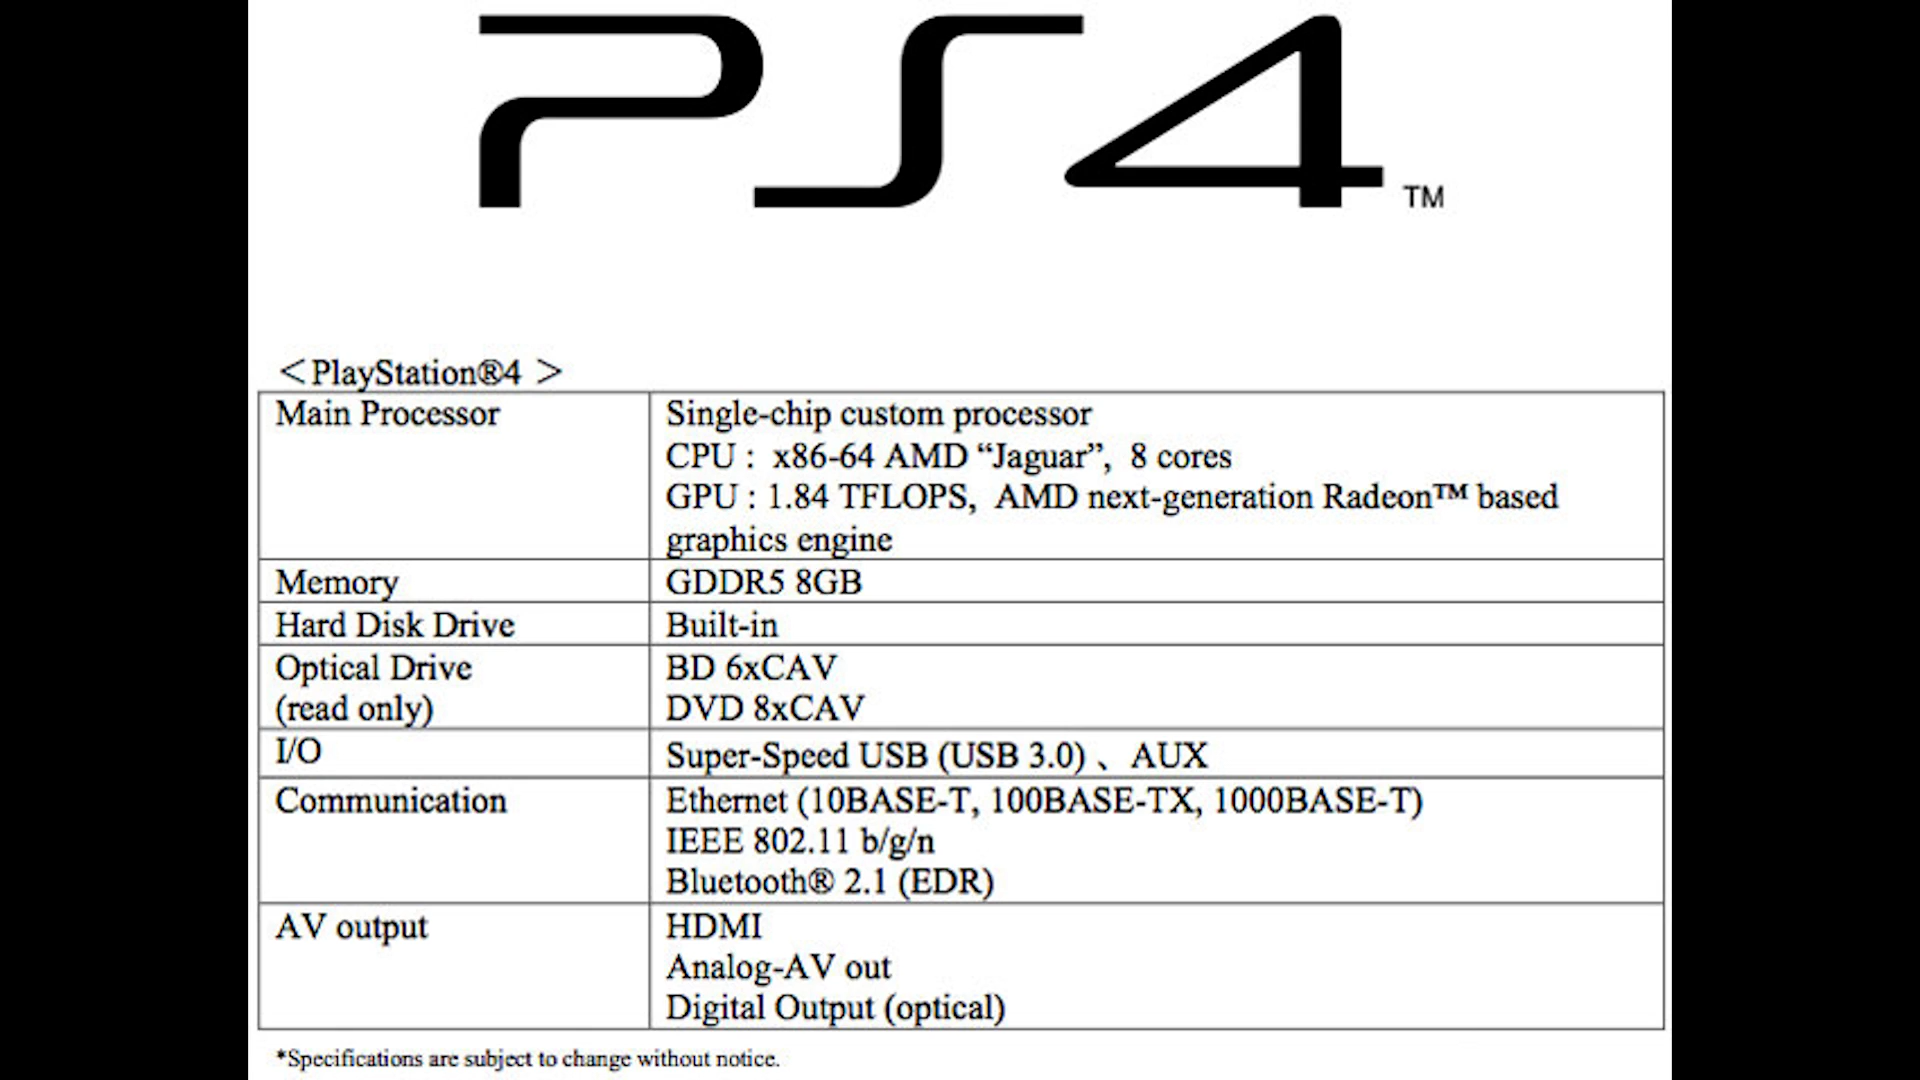 PS4™
＜PlayStation®4 ＞
Main Processor
Single-chip custom processor
CPU : x86-64 AMD “Jaguar”, 8 cores
GPU : 1.84 TFLOPS, AMD next-generation Radeon™ based
graphics engine
Memory
GDDR5 8GB
Hard Disk Drive
Built-in
Optical Drive
(read only)
BD 6xCAV
DVD 8xCAV
I/O
Super-Speed USB (USB 3.0) 、AUX
Communication
Ethernet (10BASE-T, 100BASE-TX, 1000BASE-T)
IEEE 802.11 b/g/n
Bluetooth® 2.1 (EDR)
AV output
HDMI
Analog-AV out
Digital Output (optical)
*Specifications are subject to change without notice.